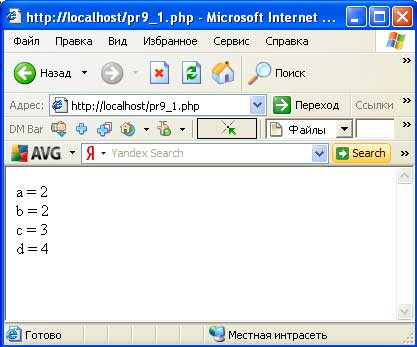 http://localhost/pr9_1.php - Microsoft Internet
Файл Правка Вид Избранное Сервис Справка
Назад Поиск
Адрес: http://localhost/pr9_1.php Переход Ссылки »
DM Bar Файлы »
AVG Я Yandex Search Search »
a = 2
b = 2
c = 3
d = 4
Готово Местная интрасеть